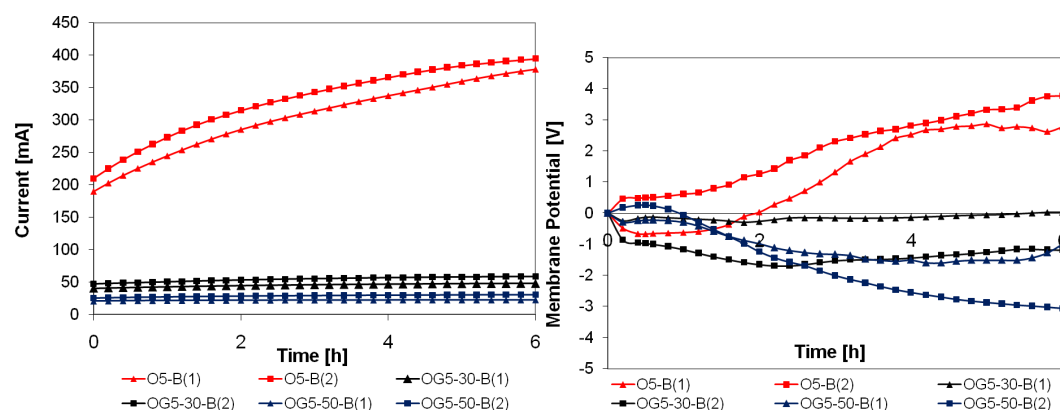 450
400
350
300
250
200
150
100
50
0
Current [mA]
0 2 4 6
Time [h]
O5-B(1) O5-B(2) OG5-30-B(1)
OG5-30-B(2) OG5-50-B(1) OG5-50-B(2)
5
4
3
2
1
0
-1
-2
-3
-4
-5
Membrane Potential [V]
0 2 4 6
Time [h]
O5-B(1) O5-B(2) OG5-30-B(1)
OG5-30-B(2) OG5-50-B(1) OG5-50-B(2)